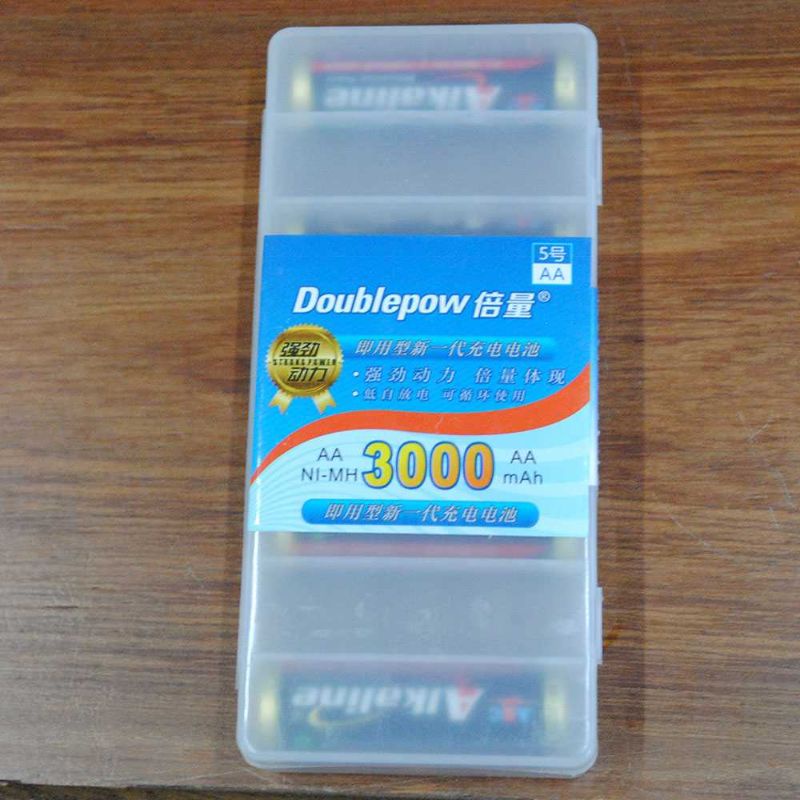 Alkaline
5号
AA
Doublepow 倍量®
强劲
STRONG POWER
动力
即用型新一代充电电池
·强劲动力 倍量体现
·低自放电 可循环使用
AA
NI-MH
3000
AA
mAh
即用型新一代充电电池
Alkaline